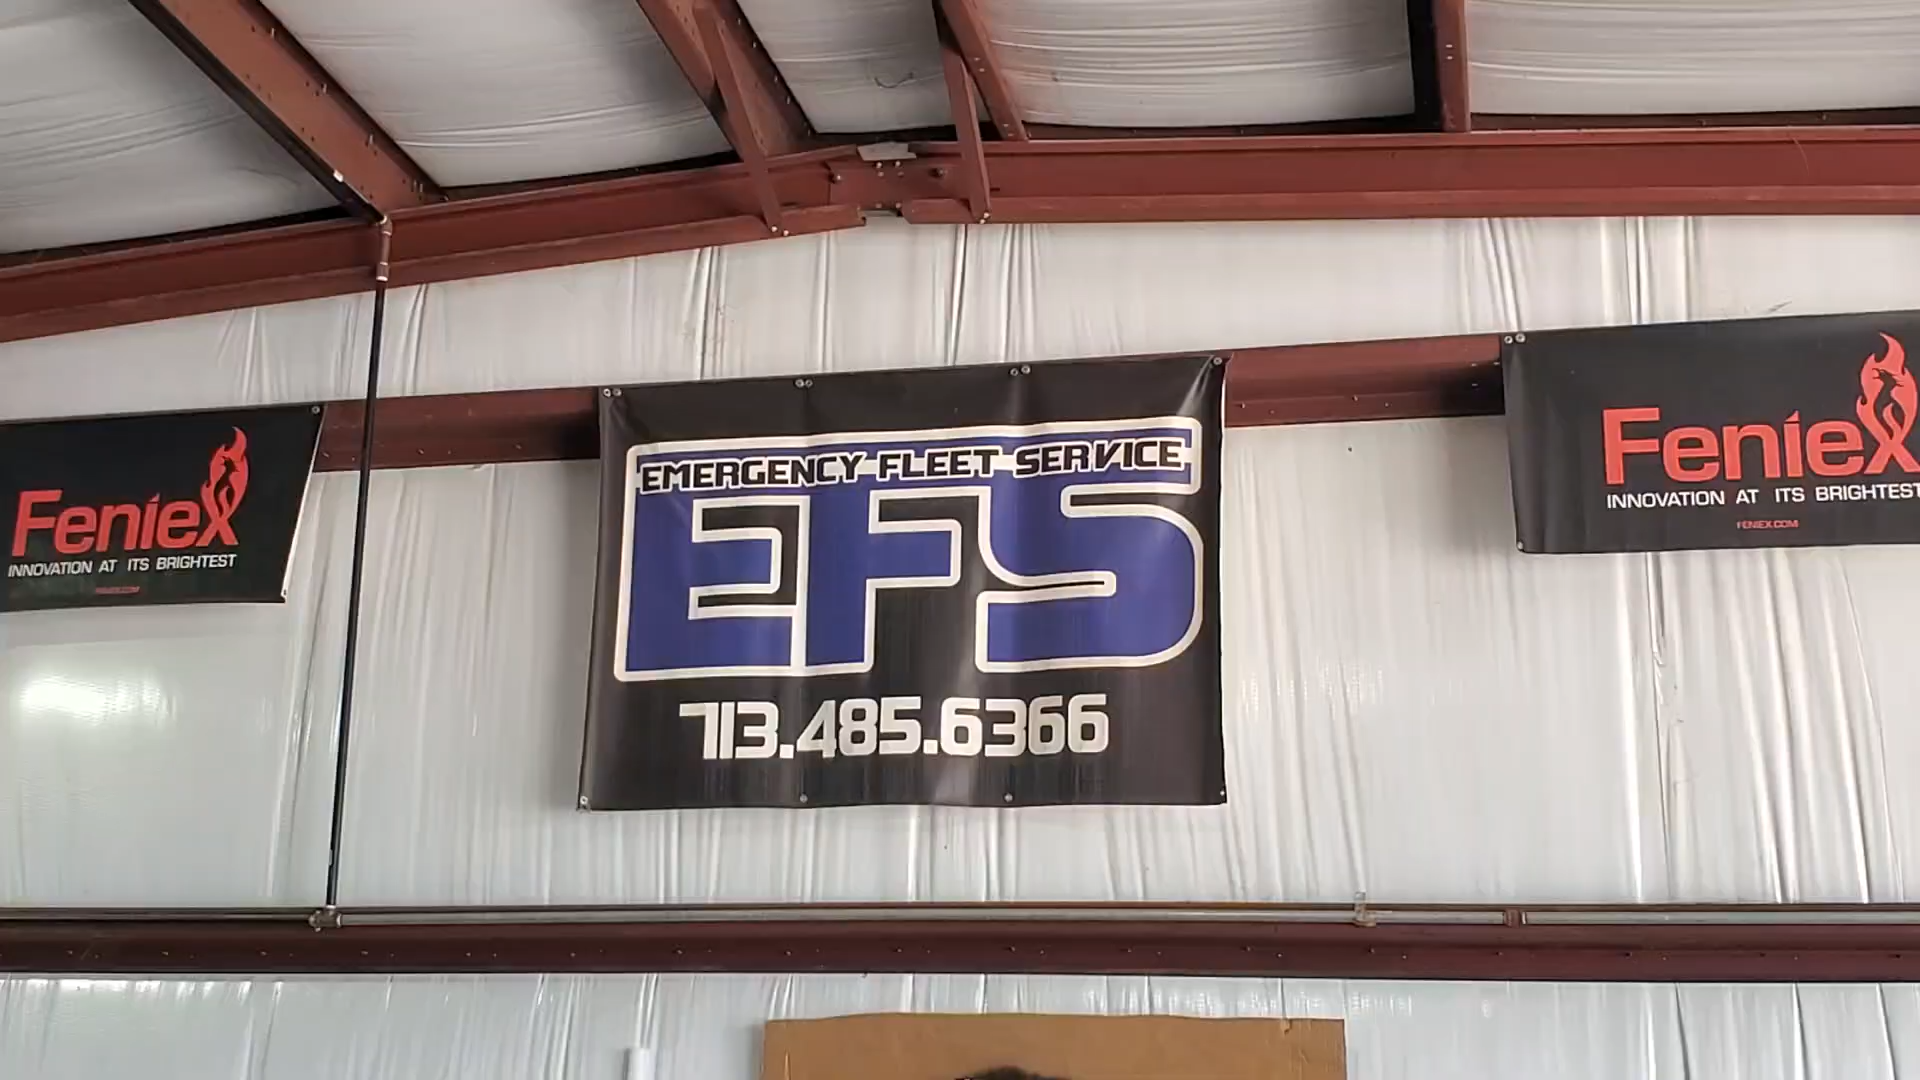 Feniex
INNOVATION AT ITS BRIGHTEST
EMERGENCY FLEET SERVICE
EFS
713.485.6366
Feniex
INNOVATION AT ITS BRIGHTEST
FENIEX.COM